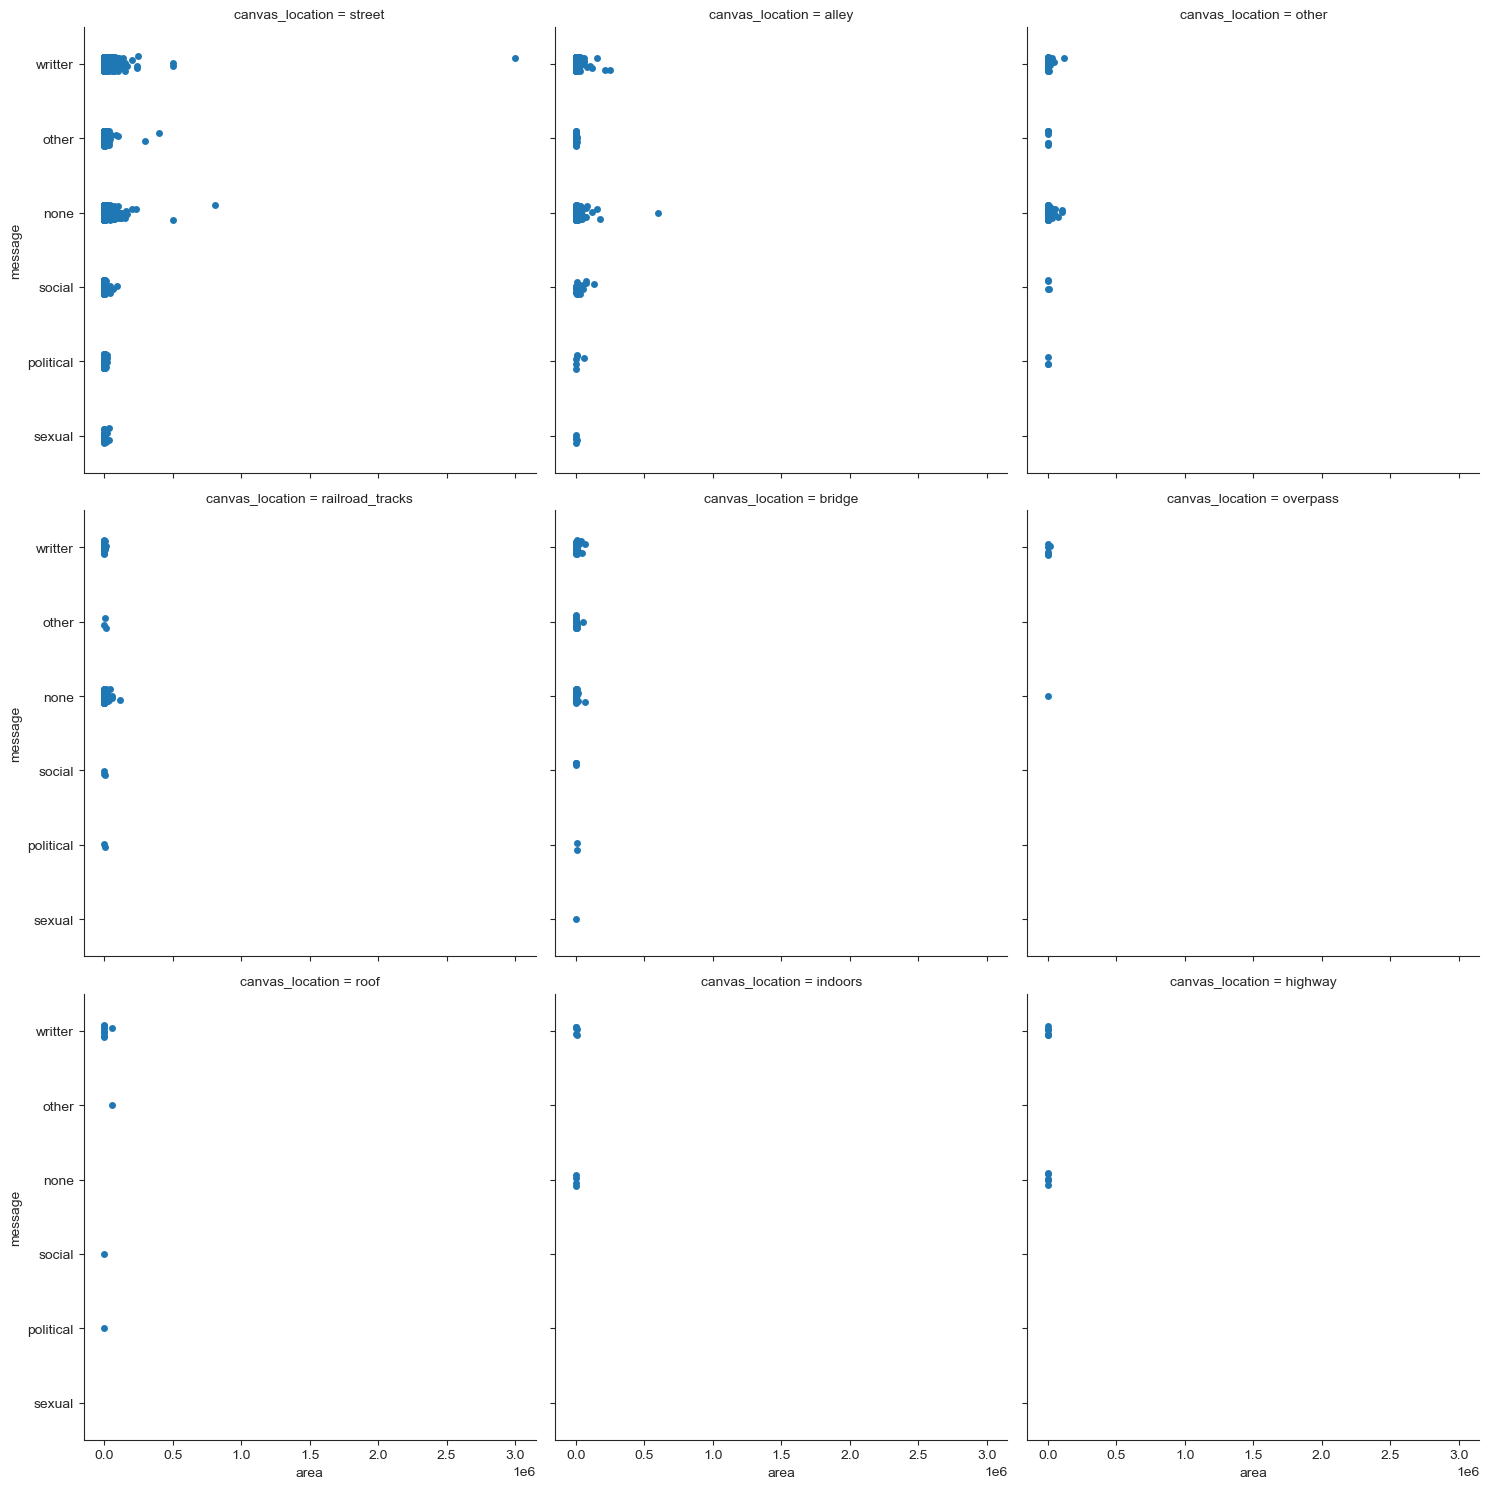 canvas_location = street
canvas_location = alley
canvas_location = other
writter
other
none
social
political
sexual
message
canvas_location = railroad_tracks
canvas_location = bridge
canvas_location = overpass
writter
other
none
social
political
sexual
message
canvas_location = roof
canvas_location = indoors
canvas_location = highway
writter
other
none
social
political
sexual
message
0.0 0.5 1.0 1.5 2.0 2.5 3.0
0.0 0.5 1.0 1.5 2.0 2.5 3.0
0.0 0.5 1.0 1.5 2.0 2.5 3.0
area 1e6
area 1e6
area 1e6